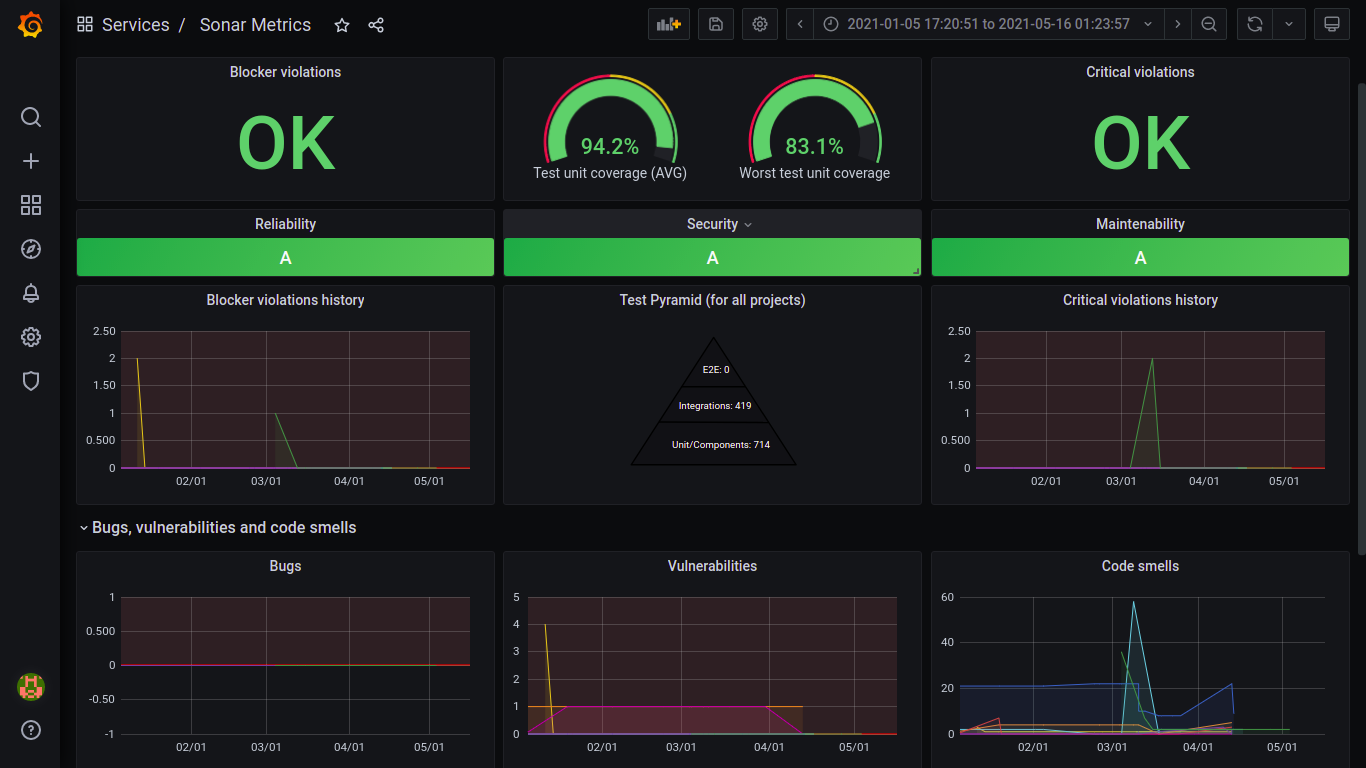 Services / Sonar Metrics
2021-01-05 17:20:51 to 2021-05-16 01:23:57
Blocker violations
OK
94.2%
Test unit coverage (AVG)
83.1%
Worst test unit coverage
Critical violations
OK
Reliability
A
Security
A
Maintenability
A
Blocker violations history
2.50
2
1.50
1
0.500
0
02/01 03/01 04/01 05/01
Test Pyramid (for all projects)
E2E: 0
Integrations: 419
Unit/Components: 714
Critical violations history
2.50
2
1.50
1
0.500
0
02/01 03/01 04/01 05/01
Bugs, vulnerabilities and code smells
Bugs
1
0.500
0
-0.50
-1
02/01 03/01 04/01 05/01
Vulnerabilities
5
4
3
2
1
0
02/01 03/01 04/01 05/01
Code smells
60
40
20
0
02/01 03/01 04/01 05/01